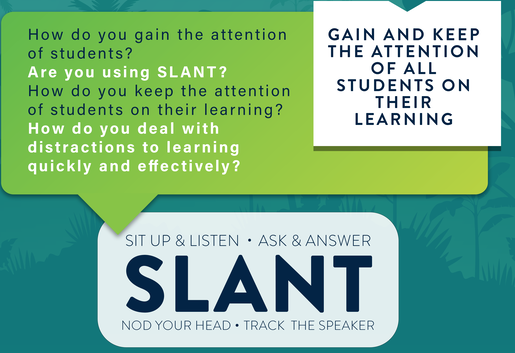 How do you gain the attention
of students?
Are you using SLANT?
How do you keep the attention
of students on their learning?
How do you deal with
distractions to learning
quickly and effectively?
GAIN AND KEEP
THE ATTENTION
OF ALL
STUDENTS ON
THEIR
LEARNING
SIT UP & LISTEN • ASK & ANSWER
SLANT
NOD YOUR HEAD • TRACK THE SPEAKER